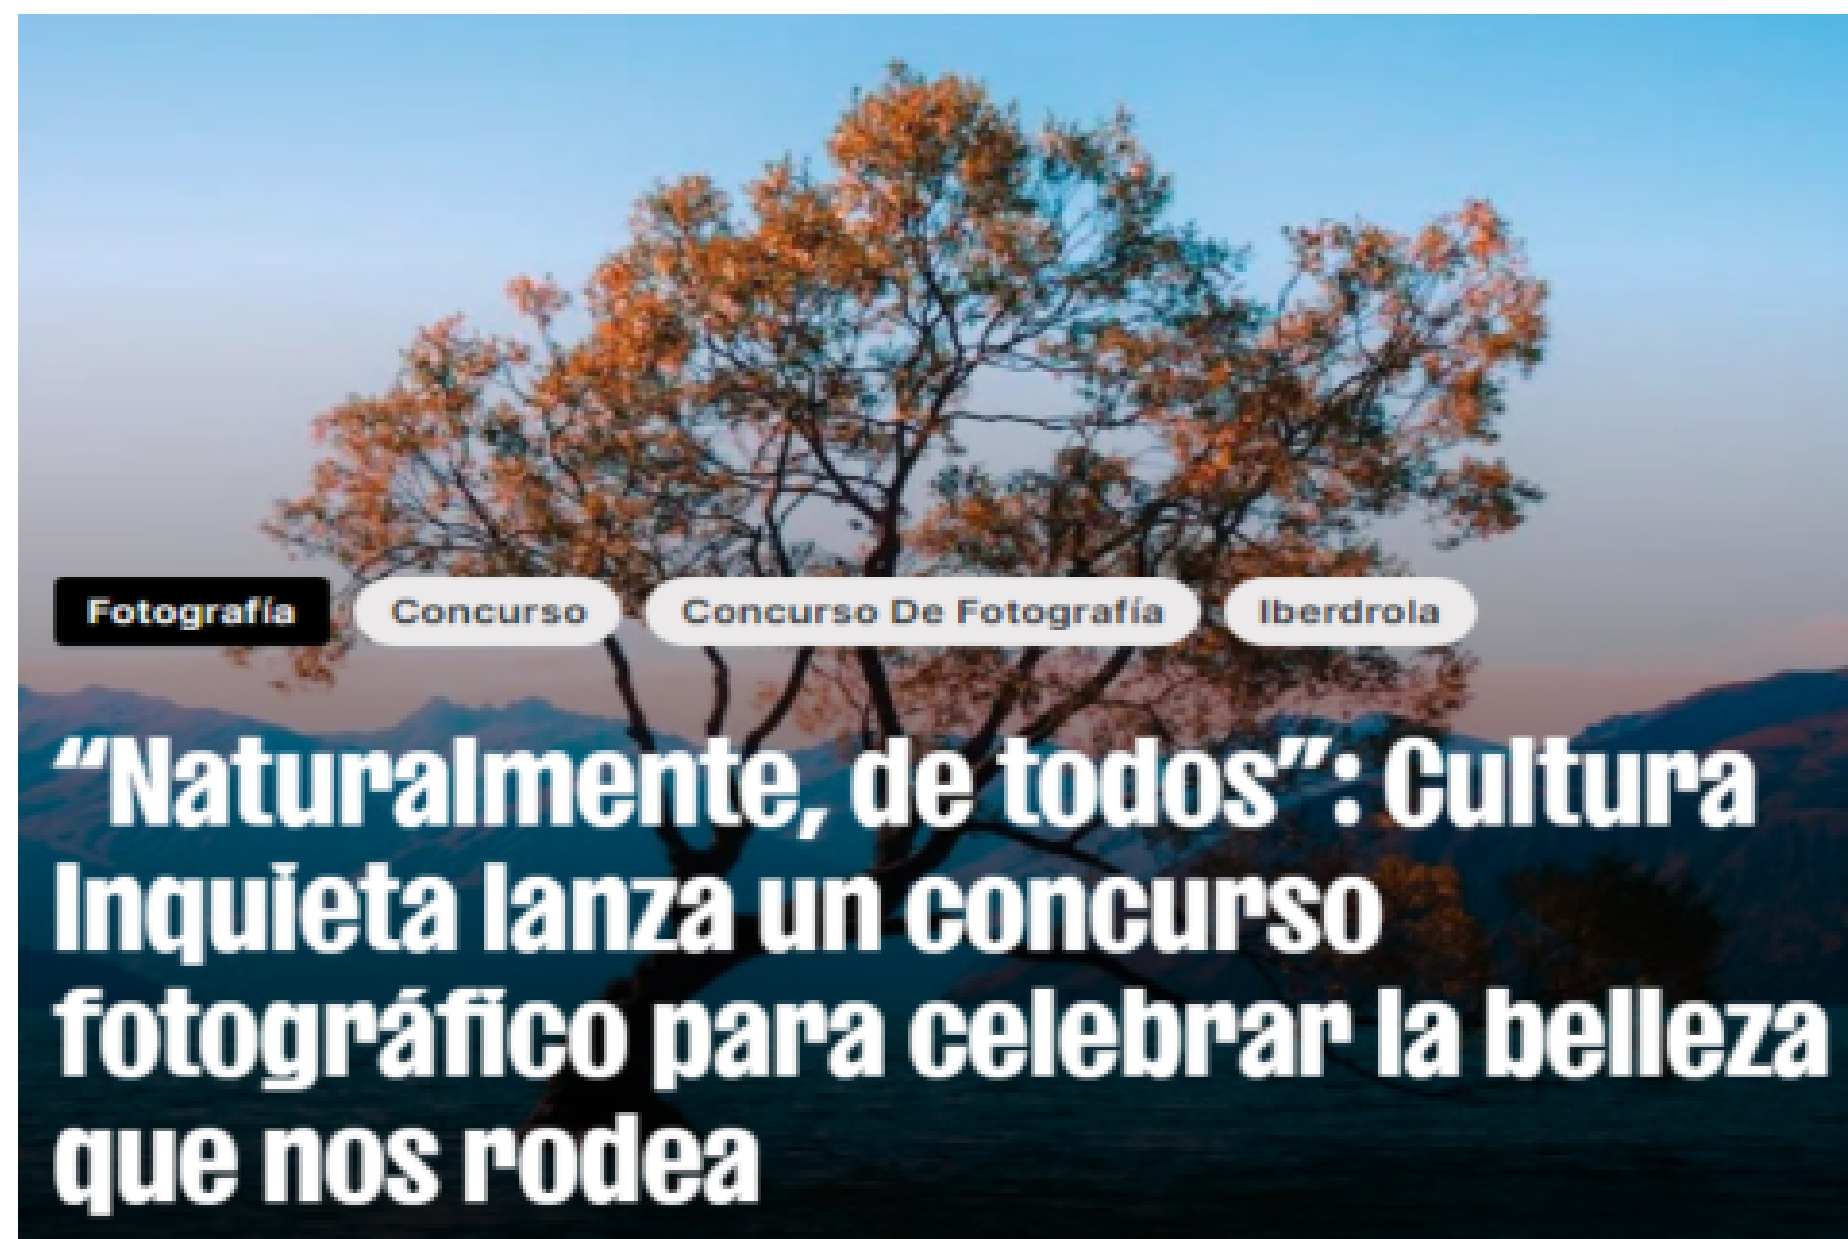 Fotografía Concurso Concurso De Fotografía Iberdrola
“Naturalmente, de todos”: Cultura
Inquieta lanza un concurso
fotográfico para celebrar la belleza
que nos rodea